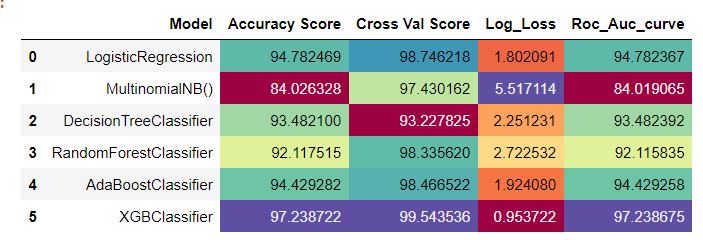 :
Model Accuracy Score Cross Val Score Log_Loss Roc_Auc_curve
0 LogisticRegression 94.782469 98.746218 1.802091 94.782367
1 MultinomialNB() 84.026328 97.430162 5.517114 84.019065
2 DecisionTreeClassifier 93.482100 93.227825 2.251231 93.482392
3 RandomForestClassifier 92.117515 98.335620 2.722532 92.115835
4 AdaBoostClassifier 94.429282 98.466522 1.924080 94.429258
5 XGBClassifier 97.238722 99.543536 0.953722 97.238675